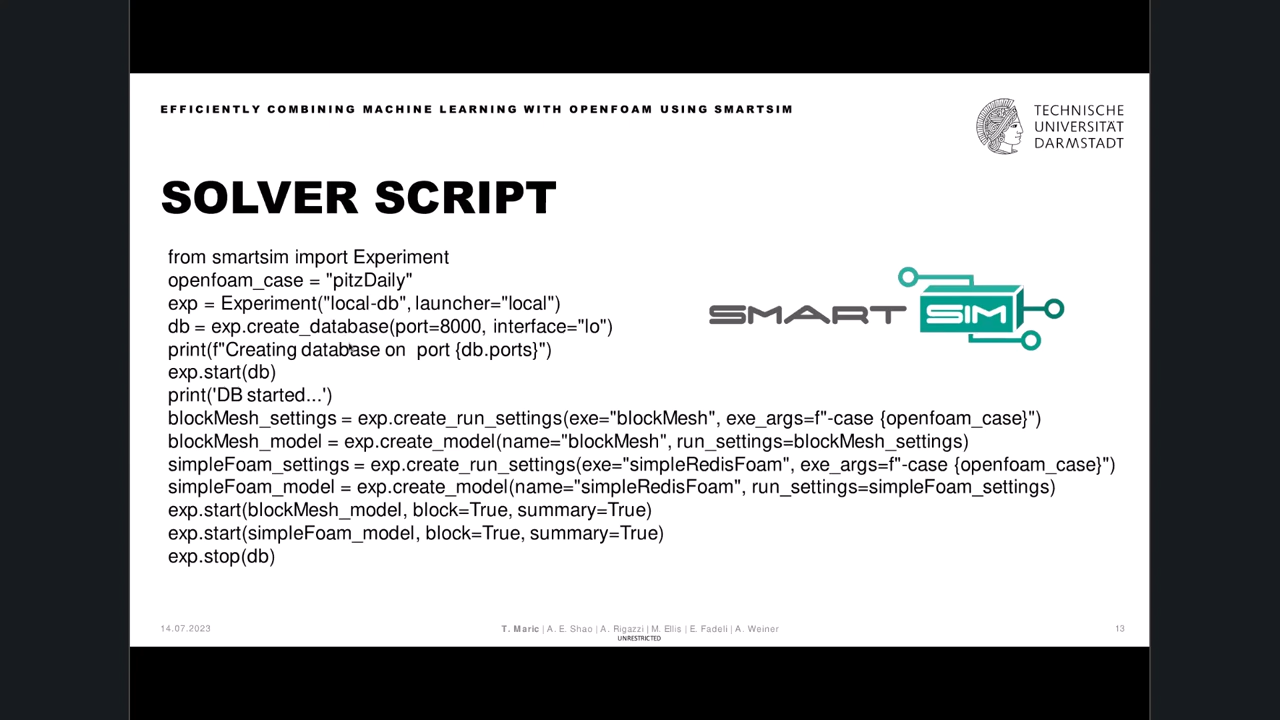 EFFICIENTLY COMBINING MACHINE LEARNING WITH OPENFOAM USING SMARTSIM
TECHNISCHE
UNIVERSITÄT
DARMSTADT
SOLVER SCRIPT
from smartsim import Experiment
openfoam_case = "pitzDaily"
exp = Experiment("local-db", launcher="local")
db = exp.create_database(port=8000, interface="lo")
print(f"Creating database on  port {db.ports}")
exp.start(db)
print('DB started...')
blockMesh_settings = exp.create_run_settings(exe="blockMesh", exe_args=f"-case {openfoam_case}")
blockMesh_model = exp.create_model(name="blockMesh", run_settings=blockMesh_settings)
simpleFoam_settings = exp.create_run_settings(exe="simpleRedisFoam", exe_args=f"-case {openfoam_case}")
simpleFoam_model = exp.create_model(name="simpleRedisFoam", run_settings=simpleFoam_settings)
exp.start(blockMesh_model, block=True, summary=True)
exp.start(simpleFoam_model, block=True, summary=True)
exp.stop(db)
SMART SIM
14.07.2023
T. Maric | A. E. Shao | A. Rigazzi | M. Ellis | E. Fadeli | A. Weiner
UNRESTRICTED
13